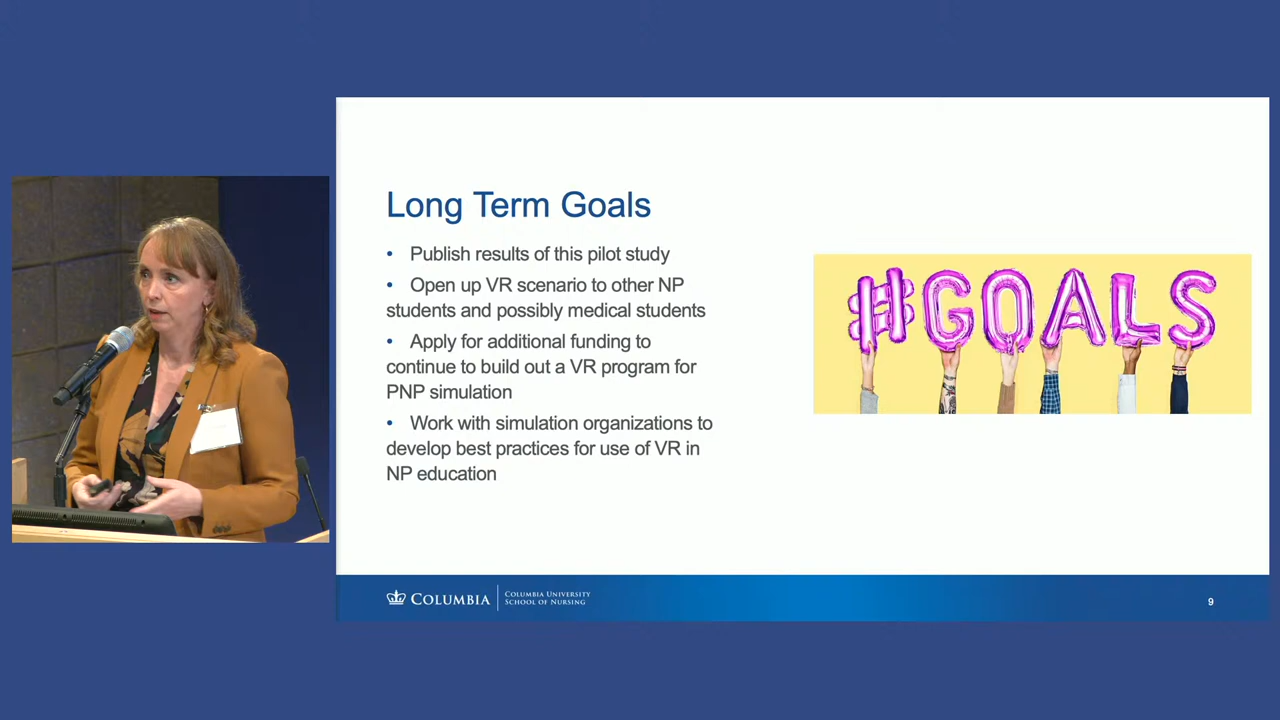 Long Term Goals
• Publish results of this pilot study
• Open up VR scenario to other NP
students and possibly medical students
• Apply for additional funding to
continue to build out a VR program for
PNP simulation
• Work with simulation organizations to
develop best practices for use of VR in
NP education
#GOALS
COLUMBIA
COLUMBIA UNIVERSITY
SCHOOL OF NURSING
9